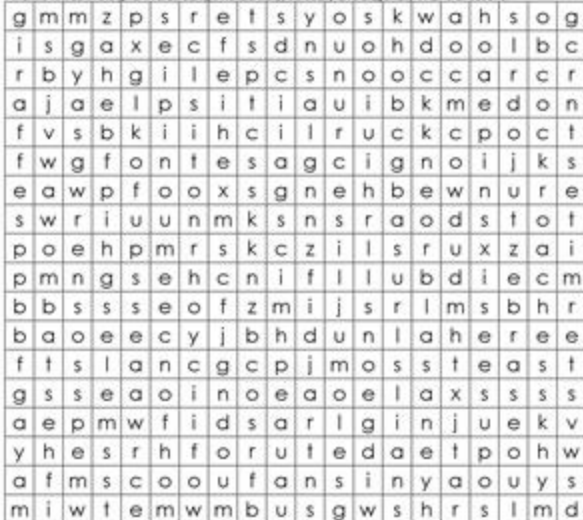 g m m z p s r e t s y o s k w a h s o g
i s g a x e c f s d n u o h d o o l b c
r b y h g i l e p c s n o o c c a r c r
a j a e l p s i t i a u i b k m e d o n
f v s b k i i h c i l r u c k c p o c t
f w g f o n t e s a g c i g n o i j k s
e a w p f o o x s g n e h b e w n u r e
s w r i u u n m k s n s r a o d s t o t
p o e h p m r s k c z i l s r u x z a i
p m n g s e h c n i f l l u b d i e c m
b b s s s e o f z m i j s r l m s b h r
b a o e e c y j b h d u n l a h e r e e
f t s l a n c g c p j m o s s t e a s t
g s s e a o i n o e a o e l a x s s s s
a e p m w f i d s a r l g i n j u e k v
y h e s r h f o r u t e d a e t p o h w
a f m s c o o u f a n s i n y a o u y s
m i w t e m w m b u s g w s h r s l m d